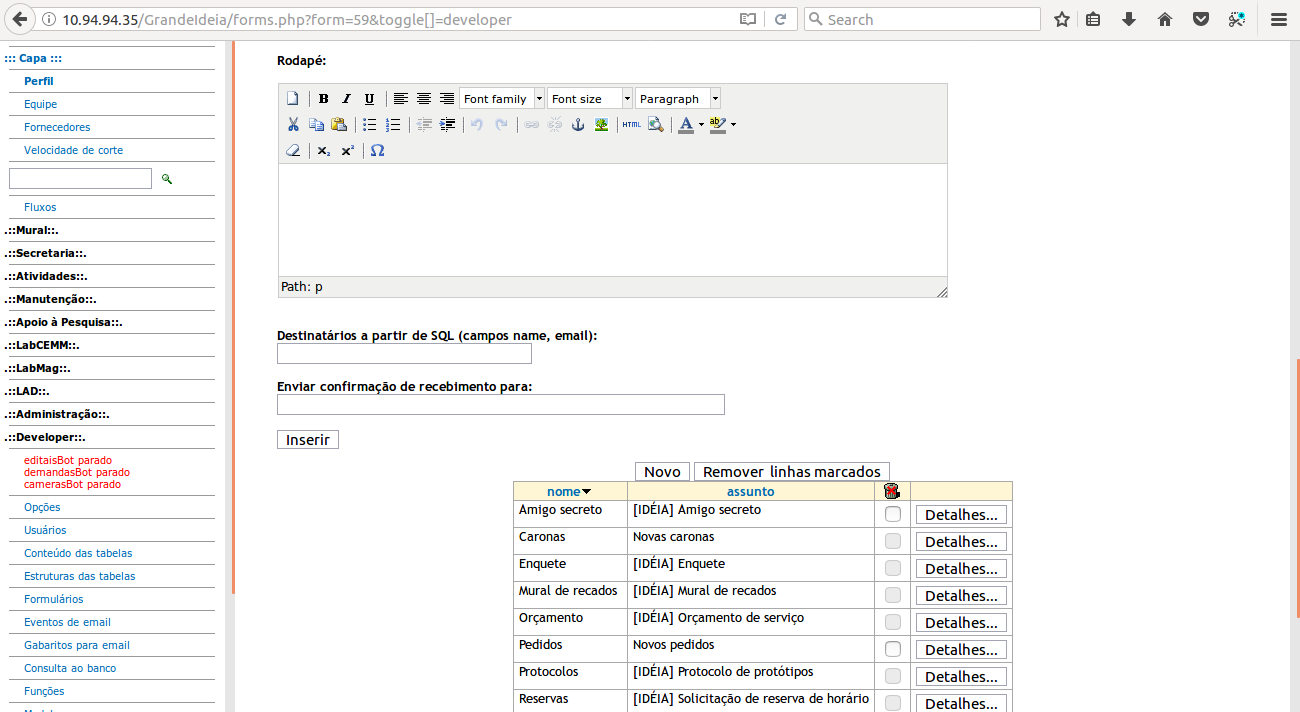 10.94.94.35/GrandeIdeia/forms.php?form=59&toggle[]=developer
Search
::: Capa :::
Perfil
Equipe
Fornecedores
Velocidade de corte
Fluxos
.::Mural::.
.::Secretaria::.
.::Atividades::.
.::Manutenção::.
.::Apoio à Pesquisa::.
.::LabCEMM::.
.::LabMag::.
.::LAD::.
.::Administração::.
.::Developer::.
editaisBot parado
demandasBot parado
camerasBot parado
Opções
Usuários
Conteúdo das tabelas
Estruturas das tabelas
Formulários
Eventos de email
Gabaritos para email
Consulta ao banco
Funções
Rodapé:
B I U Font family Font size Paragraph
HTML A ab
x₂ x² Ω
Path: p
Destinatários a partir de SQL (campos name, email):
Enviar confirmação de recebimento para:
Inserir
Novo Remover linhas marcados
nome assunto
Amigo secreto [IDÉIA] Amigo secreto Detalhes...
Caronas Novas caronas Detalhes...
Enquete [IDÉIA] Enquete Detalhes...
Mural de recados [IDÉIA] Mural de recados Detalhes...
Orçamento [IDÉIA] Orçamento de serviço Detalhes...
Pedidos Novos pedidos Detalhes...
Protocolos [IDÉIA] Protocolo de protótipos Detalhes...
Reservas [IDÉIA] Solicitação de reserva de horário Detalhes...